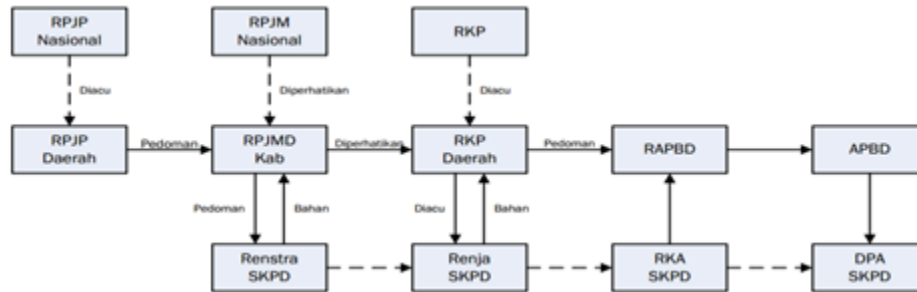 RPJP
Nasional
RPJM
Nasional
RKP
Diacu
Diperhatikan
Diacu
RPJP
Daerah
Pedoman
RPJMD
Kab
Diperhatikan
RKP
Daerah
Pedoman
RAPBD
APBD
Pedoman
Bahan
Diacu
Bahan
Renstra
SKPD
Renja
SKPD
RKA
SKPD
DPA
SKPD